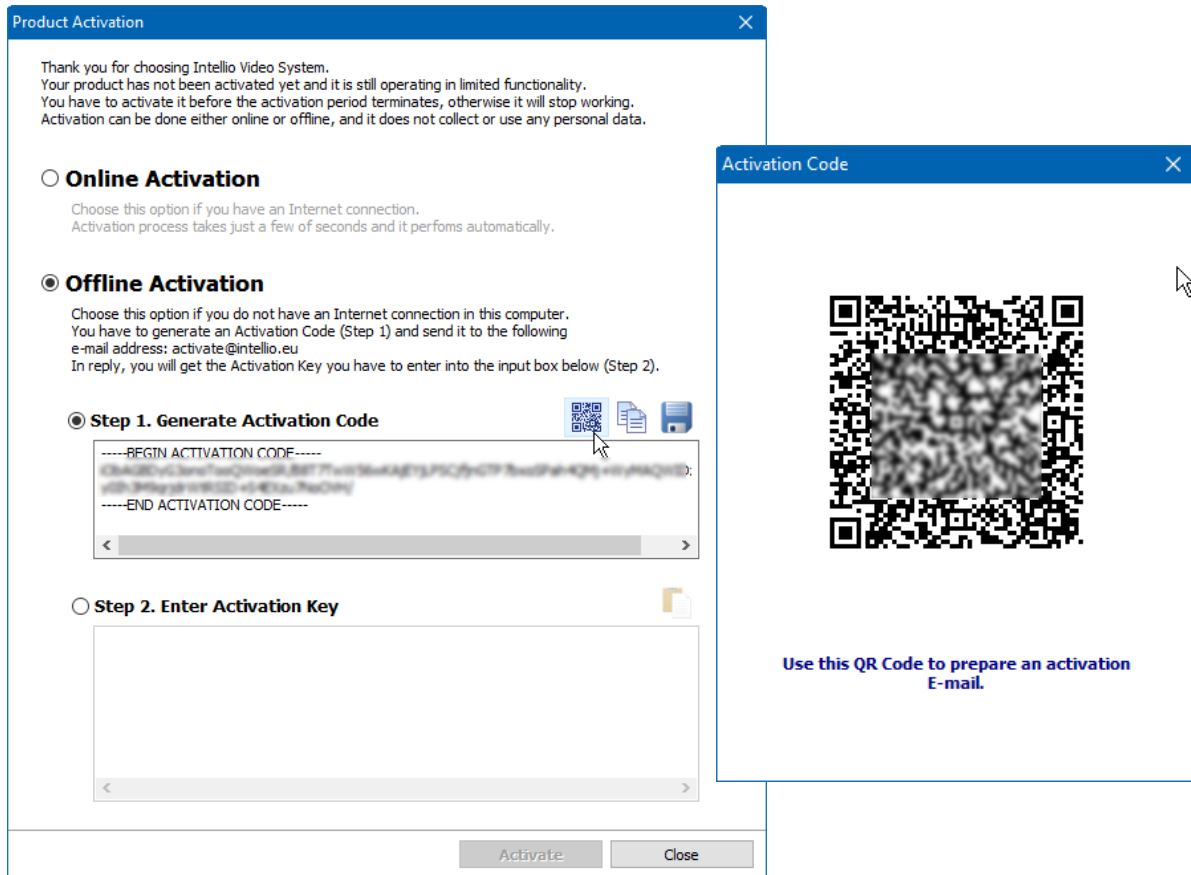 Product Activation
Thank you for choosing Intellio Video System.
Your product has not been activated yet and it is still operating in limited functionality.
You have to activate it before the activation period terminates, otherwise it will stop working.
Activation can be done either online or offline, and it does not collect or use any personal data.
Online Activation
Choose this option if you have an Internet connection.
Activation process takes just a few of seconds and it perfoms automatically.
Offline Activation
Choose this option if you do not have an Internet connection in this computer.
You have to generate an Activation Code (Step 1) and send it to the following
e-mail address: activate@intellio.eu
In reply, you will get the Activation Key you have to enter into the input box below (Step 2).
Step 1. Generate Activation Code
-----BEGIN ACTIVATION CODE-----
-----END ACTIVATION CODE-----
Step 2. Enter Activation Key
Activate
Close
Activation Code
Use this QR Code to prepare an activation
E-mail.